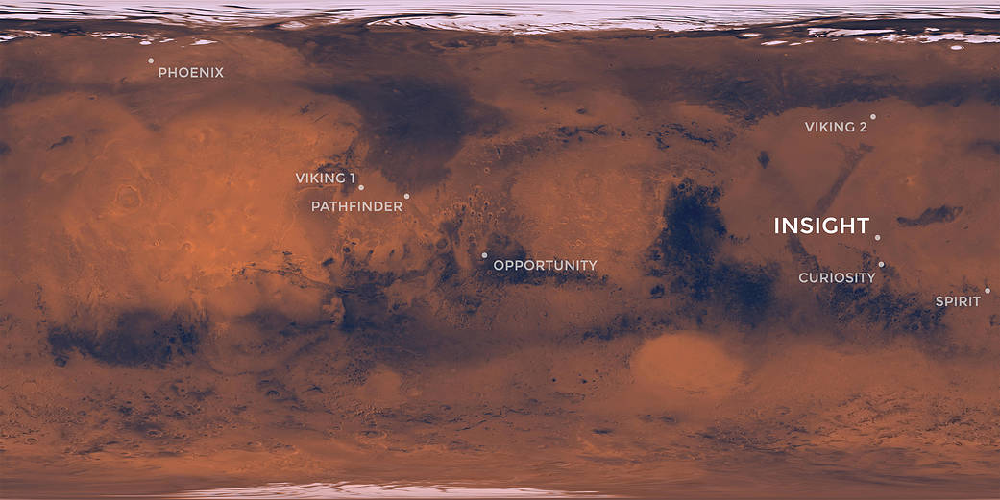 PHOENIX
VIKING 2
VIKING 1
PATHFINDER
INSIGHT
OPPORTUNITY
CURIOSITY
SPIRIT